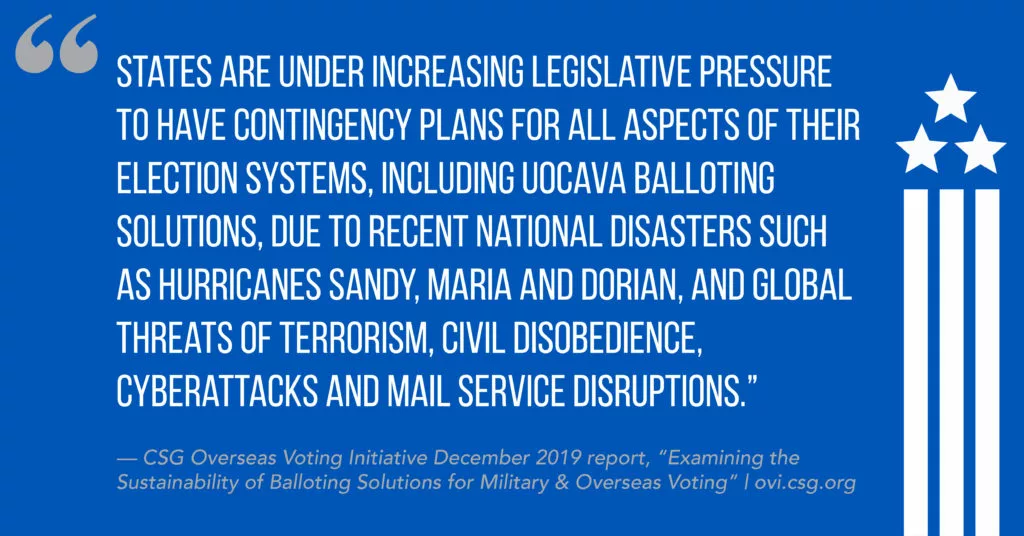 “
STATES ARE UNDER INCREASING LEGISLATIVE PRESSURE
TO HAVE CONTINGENCY PLANS FOR ALL ASPECTS OF THEIR
ELECTION SYSTEMS, INCLUDING UOCAVA BALLOTING
SOLUTIONS, DUE TO RECENT NATIONAL DISASTERS SUCH
AS HURRICANES SANDY, MARIA AND DORIAN, AND GLOBAL
THREATS OF TERRORISM, CIVIL DISOBEDIENCE,
CYBERATTACKS AND MAIL SERVICE DISRUPTIONS.”
— CSG Overseas Voting Initiative December 2019 report, “Examining the
Sustainability of Balloting Solutions for Military & Overseas Voting“ | ovi.csg.org